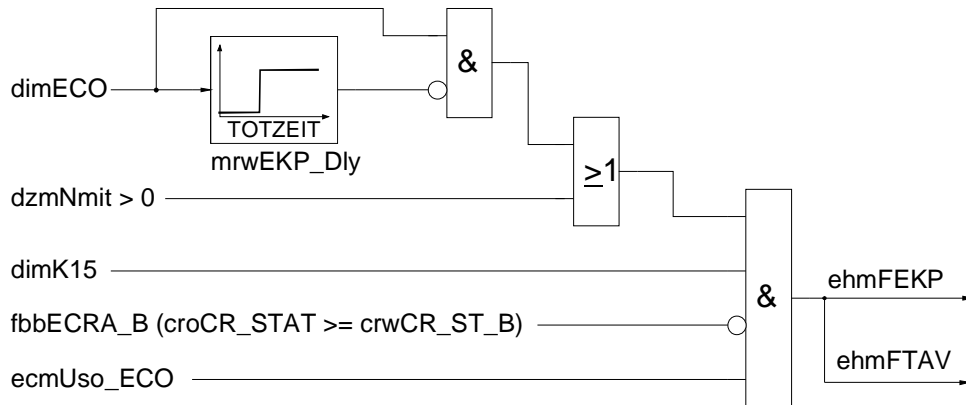 &
dimECO
TOTZEIT
mrwEKP_Dly
≥1
dzmNmit > 0
dimK15
ehmFEKP
&
fbbECRA_B (croCR_STAT >= crwCR_ST_B)
ehmFTAV
ecmUso_ECO